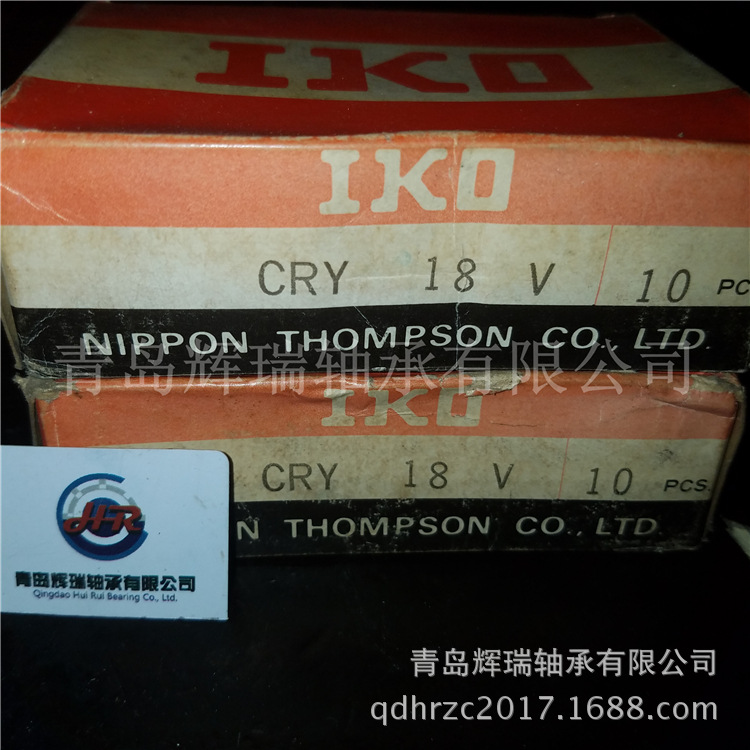 IKO
IKO
CRY 18 V 10 PC
NIPPON THOMPSON CO., LTD.
青岛辉瑞轴承有限公司
IKO
CRY 18 V 10 PCS.
N THOMPSON CO., LTD.
HR
青岛辉瑞轴承有限公司
Qingdao Hui Rui Bearing Co., Ltd.
青岛辉瑞轴承有限公司
qdhrzc2017.1688.com